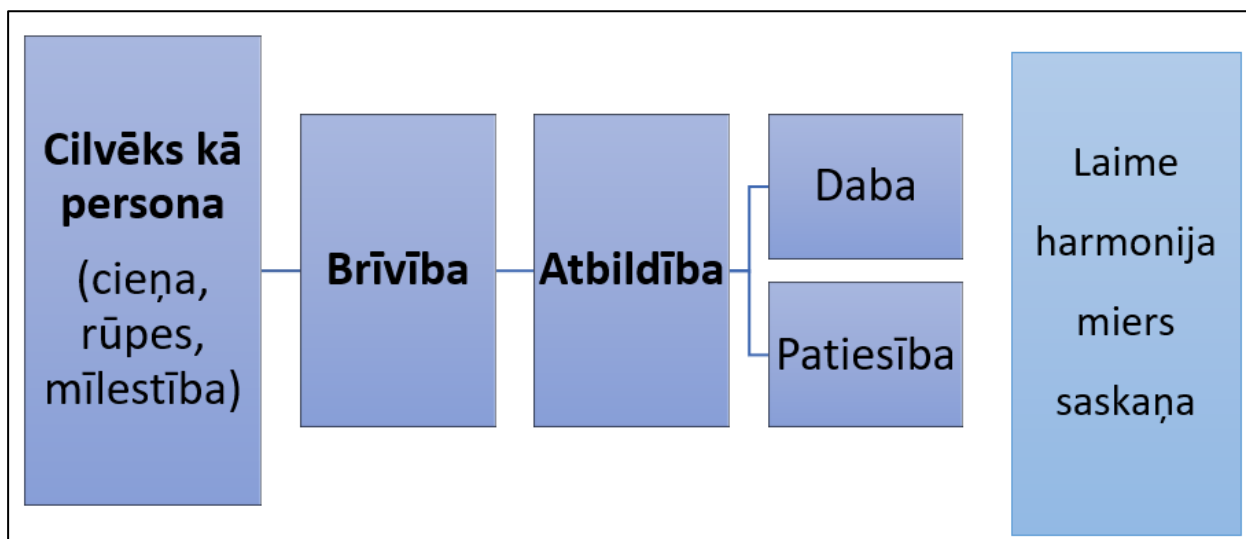 Cilvēks kā
persona
(cieņa,
rūpes,
mīlestība)
Brīvība
Atbildība
Daba
Patiesība
Laime
harmonija
miers
saskaņa